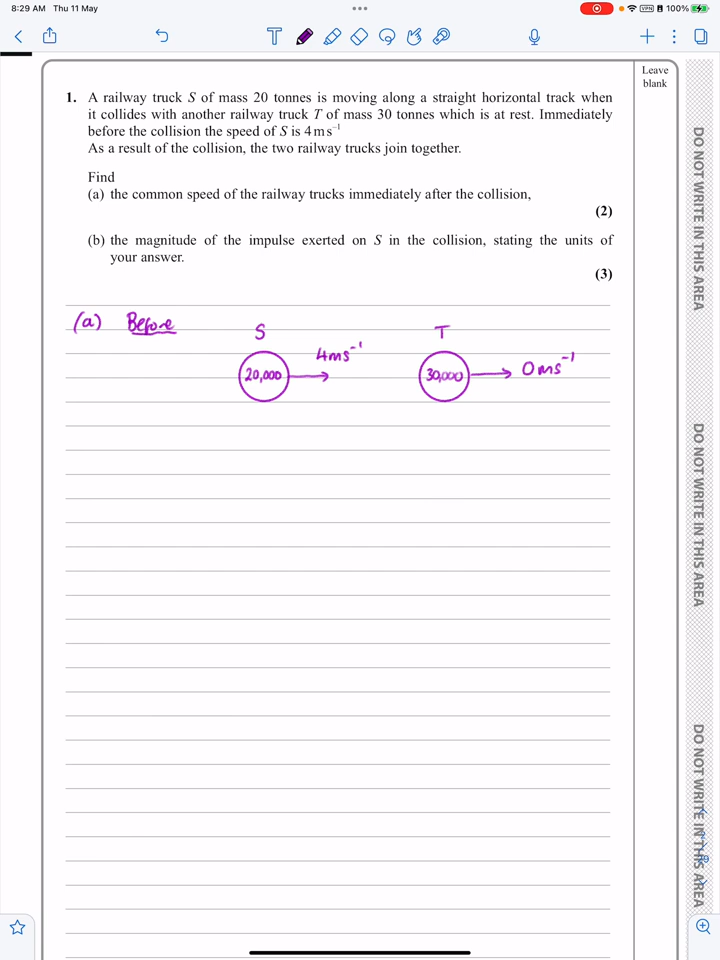 8:29 AM Thu 11 May
VPN 100%
Leave
blank
1. A railway truck S of mass 20 tonnes is moving along a straight horizontal track when
it collides with another railway truck T of mass 30 tonnes which is at rest. Immediately
before the collision the speed of S is 4 m s⁻¹
As a result of the collision, the two railway trucks join together.
Find
(a) the common speed of the railway trucks immediately after the collision,
(2)
(b) the magnitude of the impulse exerted on S in the collision, stating the units of
your answer.
(3)
(a) Before
S T
4ms⁻¹
20,000 30,000 0ms⁻¹
DO NOT WRITE IN THIS AREA
DO NOT WRITE IN THIS AREA
DO NOT WRITE IN THIS AREA